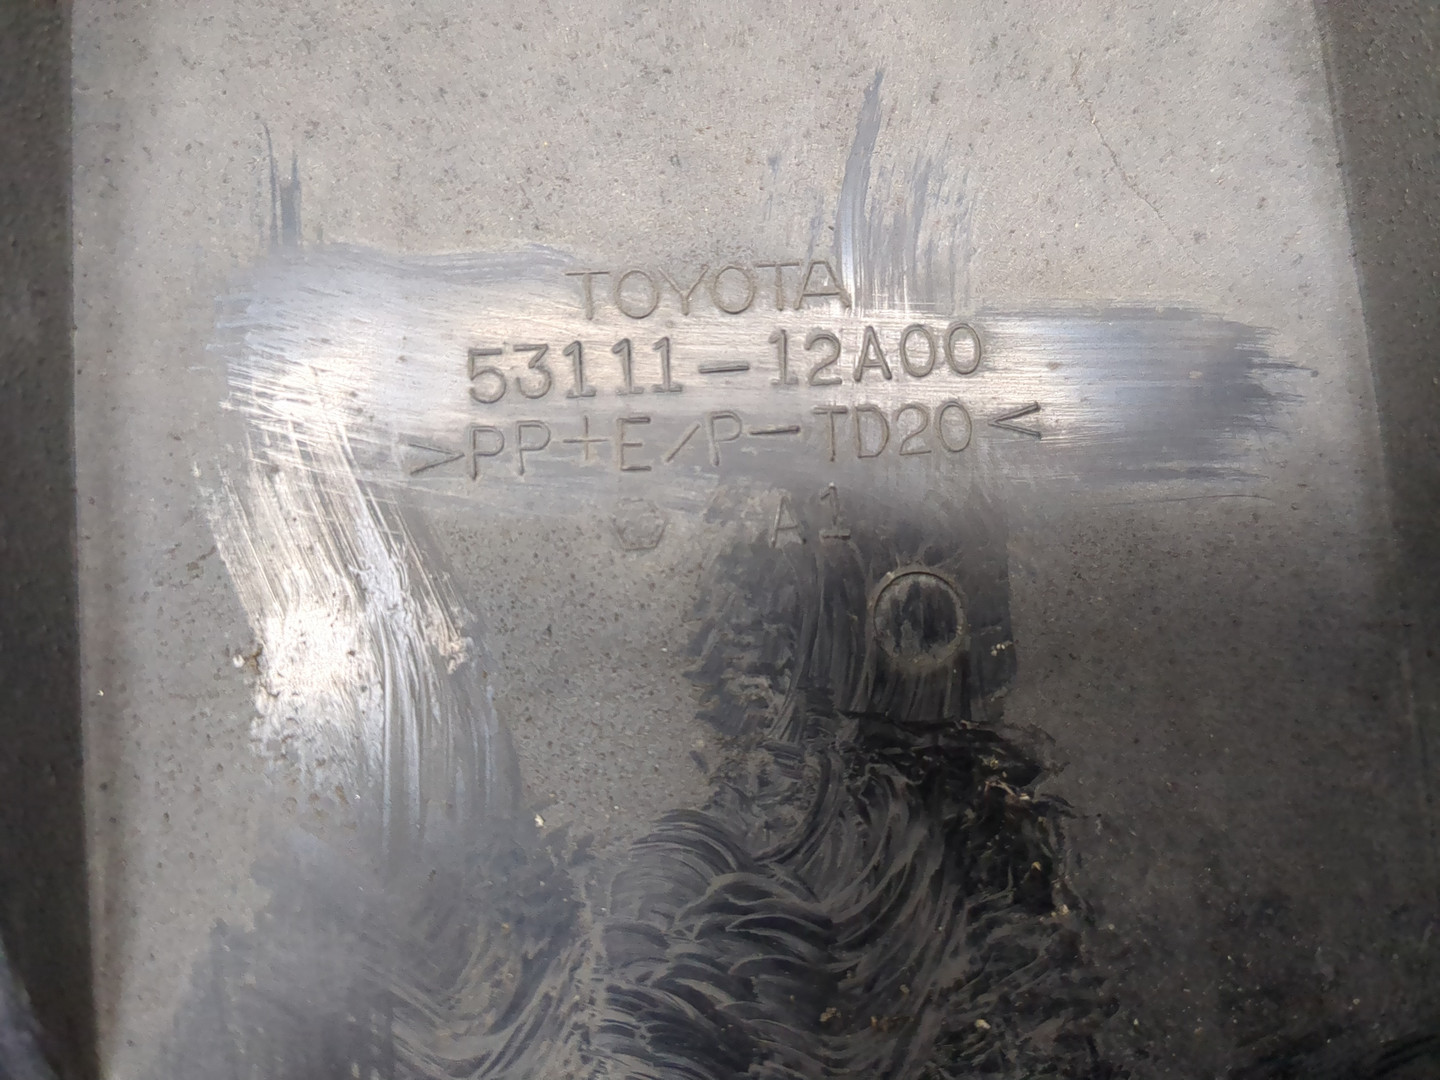 TOYOTA
53111-12A00
>PP+E/P-TD20<
A1